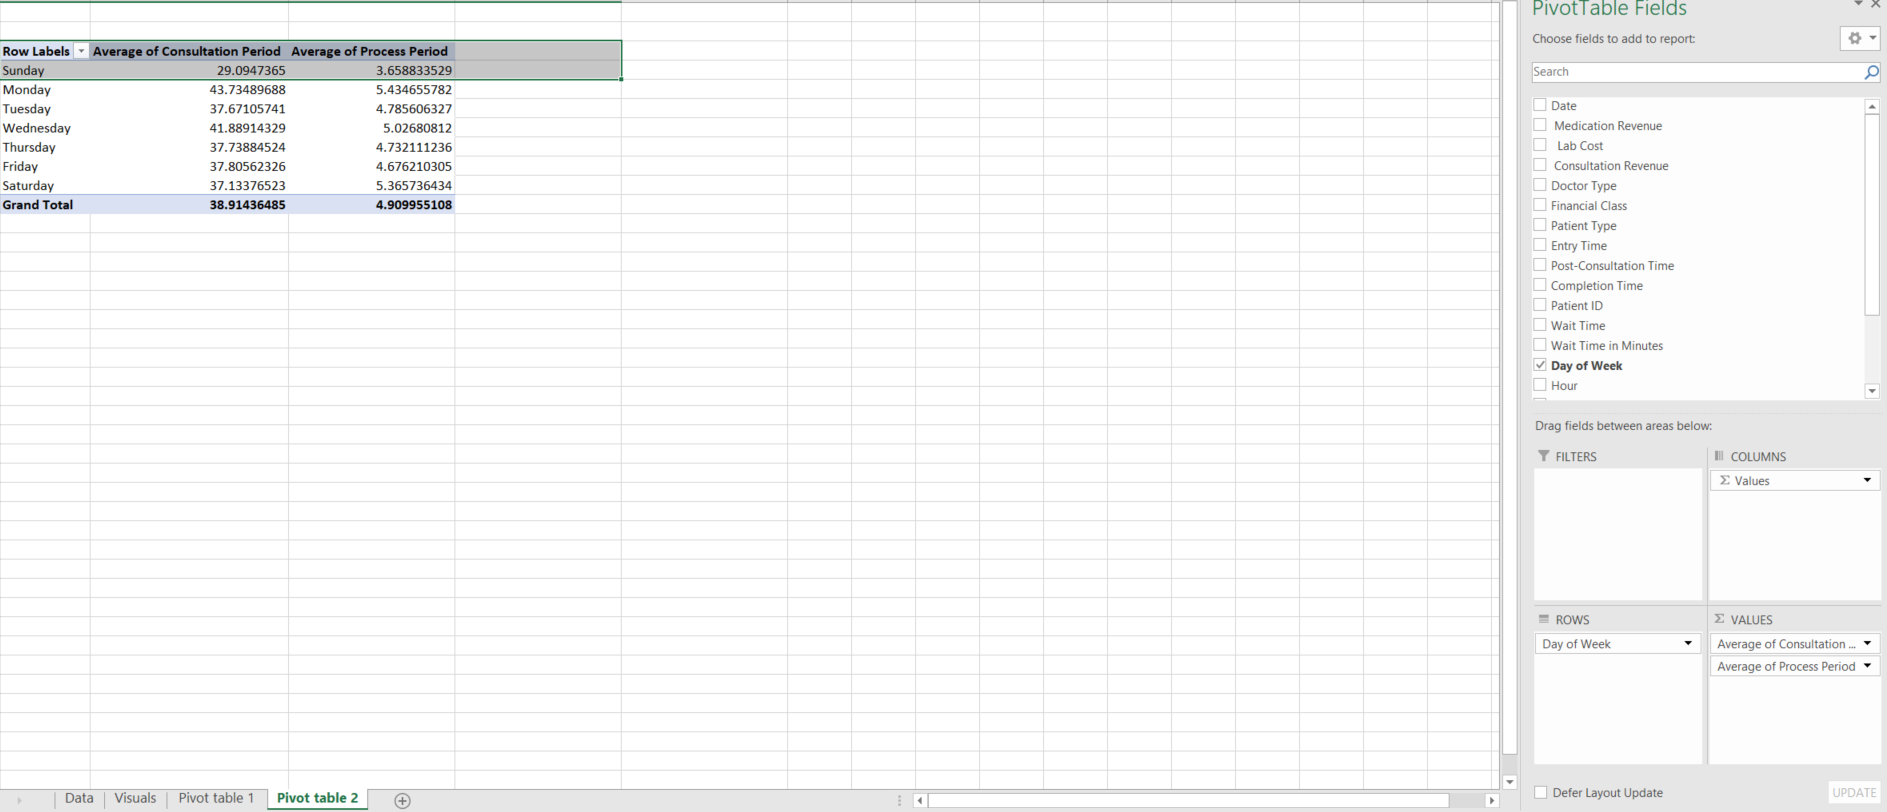 Row Labels Average of Consultation Period Average of Process Period
Sunday 29.0947365 3.658833529
Monday 43.73489688 5.434655782
Tuesday 37.67105741 4.785606327
Wednesday 41.88914329 5.02680812
Thursday 37.73884524 4.732111236
Friday 37.80562326 4.676210305
Saturday 37.13376523 5.365736434
Grand Total 38.91436485 4.909955108
Data Visuals Pivot table 1 Pivot table 2
PivotTable Fields
Choose fields to add to report:
Search
Date
Medication Revenue
Lab Cost
Consultation Revenue
Doctor Type
Financial Class
Patient Type
Entry Time
Post-Consultation Time
Completion Time
Patient ID
Wait Time
Wait Time in Minutes
Day of Week
Hour
Drag fields between areas below:
FILTERS
COLUMNS
Σ Values
ROWS
Day of Week
Σ VALUES
Average of Consultation ...
Average of Process Period
Defer Layout Update
UPDATE